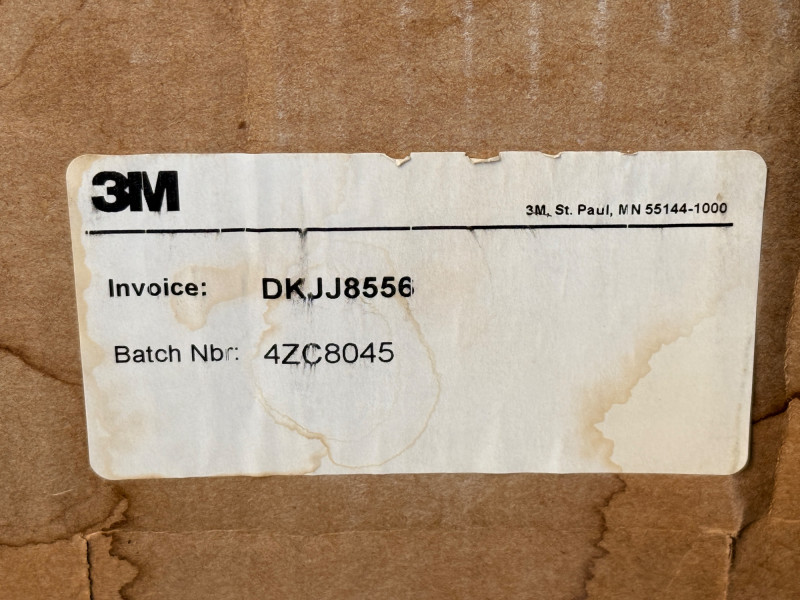 3M
3M, St. Paul, MN 55144-1000
Invoice: DKJJ8556
Batch Nbr: 4ZC8045